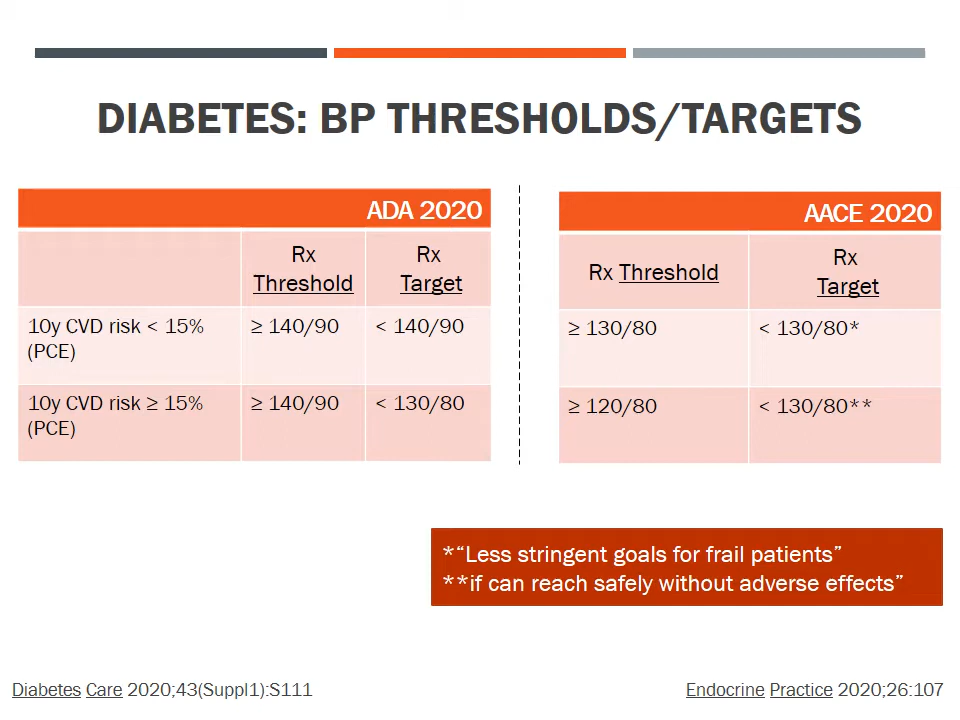 DIABETES: BP THRESHOLDS/TARGETS
ADA 2020
Rx
Threshold
Rx
Target
10y CVD risk < 15%
(PCE)
≥ 140/90
< 140/90
10y CVD risk ≥ 15%
(PCE)
≥ 140/90
< 130/80
AACE 2020
Rx Threshold
Rx
Target
≥ 130/80
< 130/80*
≥ 120/80
< 130/80**
*“Less stringent goals for frail patients”
**if can reach safely without adverse effects”
Diabetes Care 2020;43(Suppl1):S111
Endocrine Practice 2020;26:107